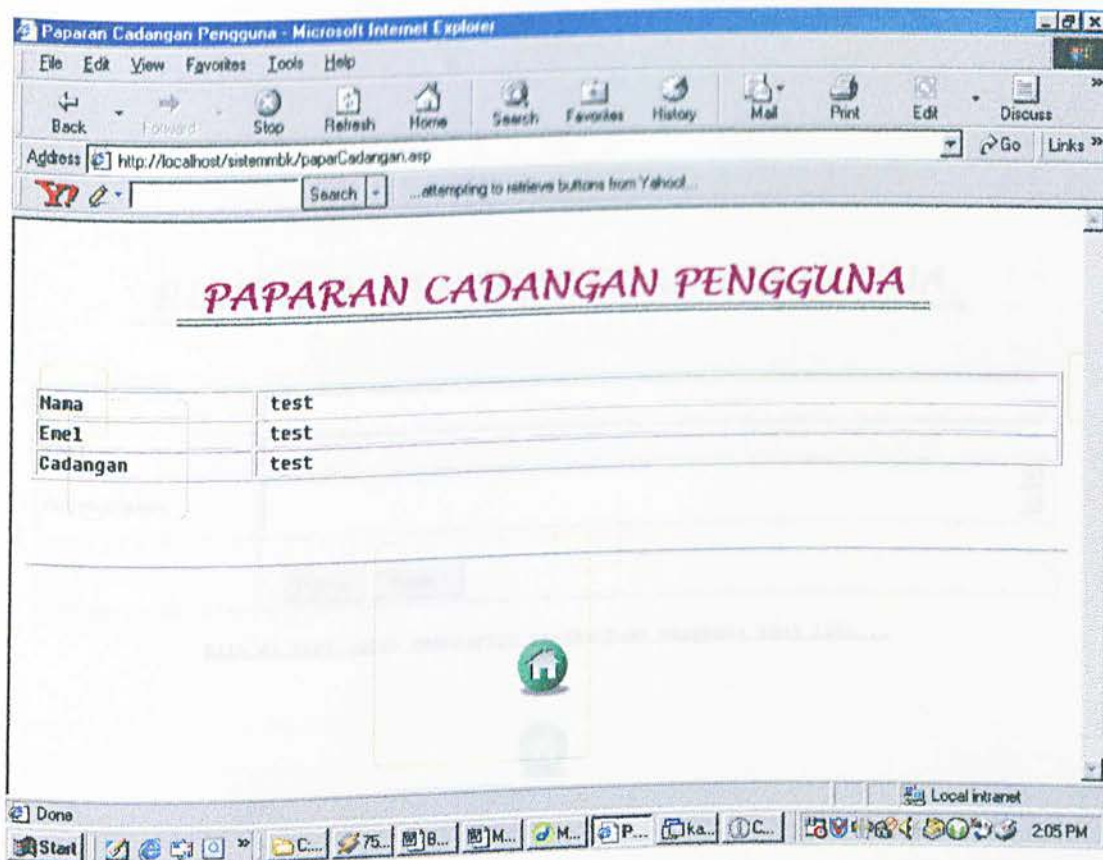 Paparan Cadangan Pengguna - Microsoft Internet Explorer
File Edit View Favorites Tools Help
Back Forward Stop Refresh Home Search Favorites History Mail Print Edit Discuss
Address http://localhost/sistemmbk/paparCadangan.asp Go Links
Y! Search ...attempting to retrieve buttons from Yahoo!...
PAPARAN CADANGAN PENGGUNA
Nama test
Emel test
Cadangan test
Done Local intranet
Start C... 75... B... M... M... P... ka... C... 2:05 PM